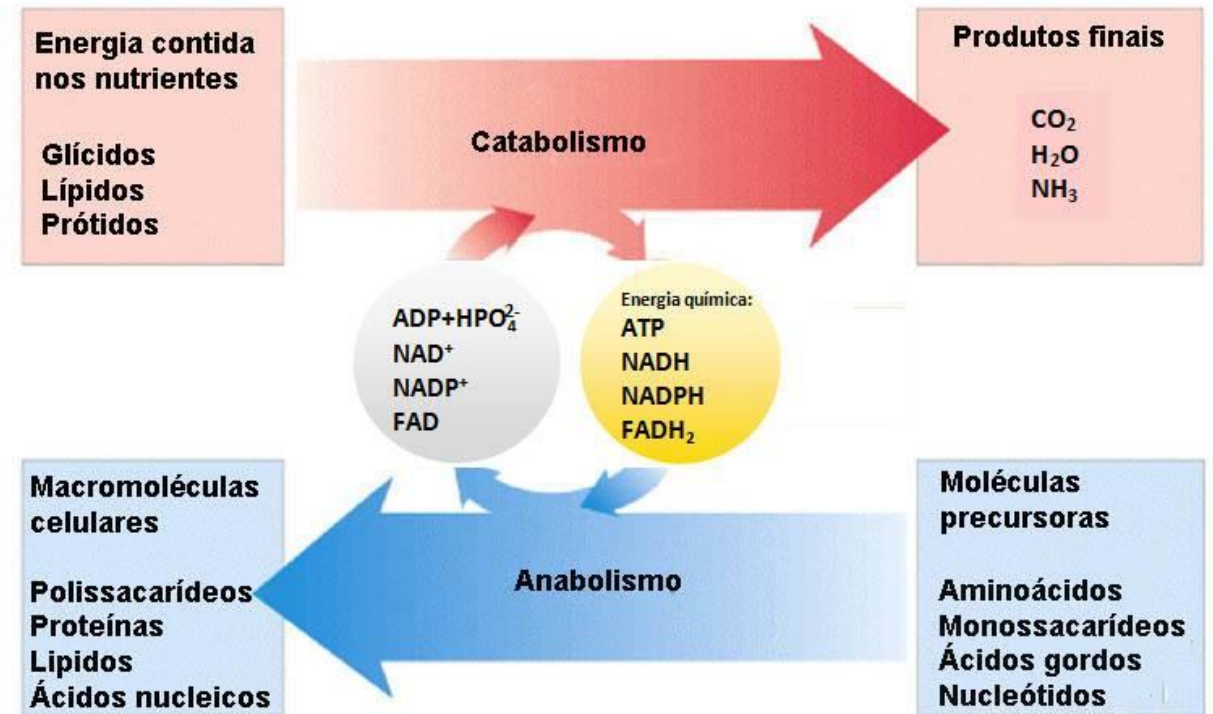 Energia contida
nos nutrientes
Glícidos
Lípidos
Prótidos
Catabolismo
Produtos finais
CO₂
H₂O
NH₃
ADP+HPO₄²⁻
NAD⁺
NADP⁺
FAD
Energia química:
ATP
NADH
NADPH
FADH₂
Macromoléculas
celulares
Polissacarídeos
Proteínas
Lipidos
Ácidos nucleicos
Anabolismo
Moléculas
precursoras
Aminoácidos
Monossacarídeos
Ácidos gordos
Nucleótidos